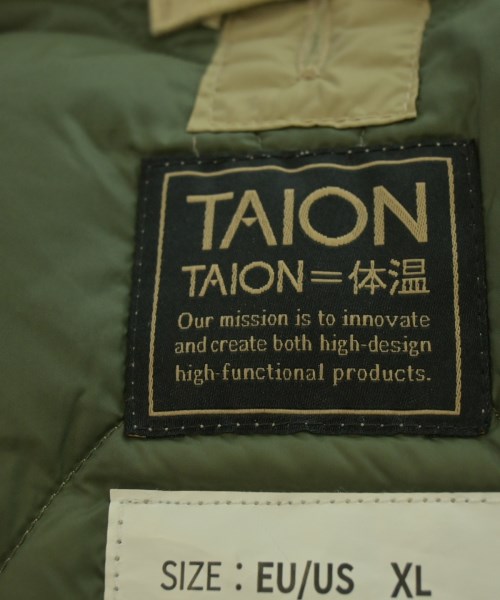 TAION
TAION=体温
Our mission is to innovate
and create both high-design
high-functional products.
SIZE : EU/US XL